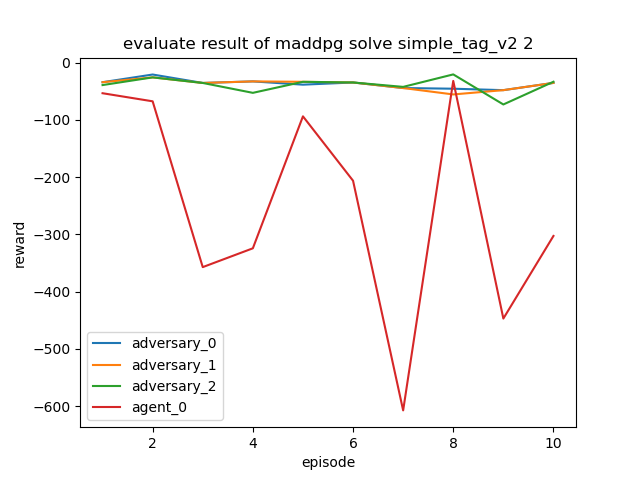 evaluate result of maddpg solve simple_tag_v2 2
reward
0
−100
−200
−300
−400
−500
−600
adversary_0
adversary_1
adversary_2
agent_0
2 4 6 8 10
episode